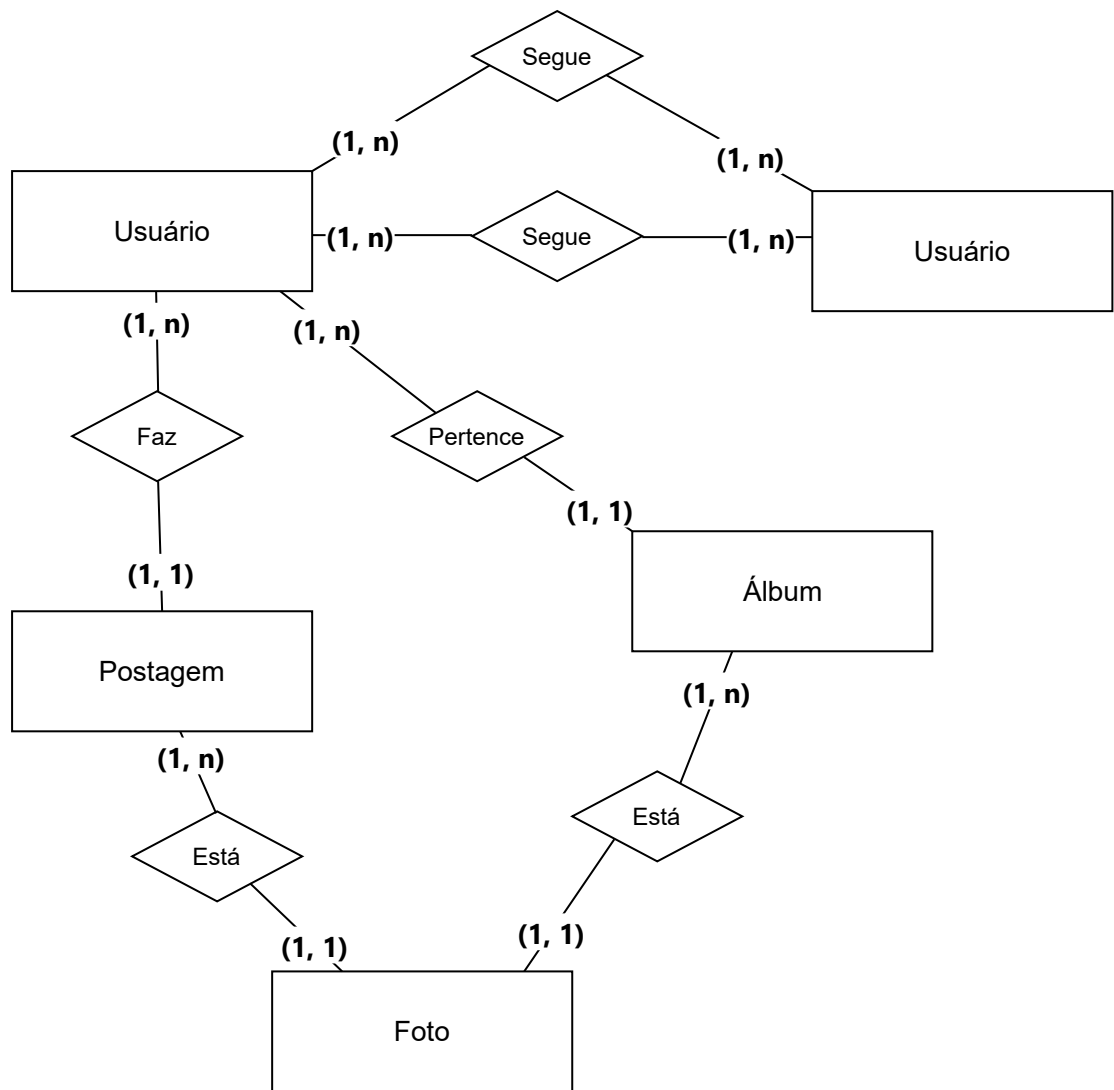 Segue
(1, n)
(1, n)
Usuário
(1, n)
Segue
(1, n)
Usuário
(1, n)
(1, n)
Faz
Pertence
(1, 1)
(1, 1)
Álbum
Postagem
(1, n)
(1, n)
Está
Está
(1, 1)
(1, 1)
Foto